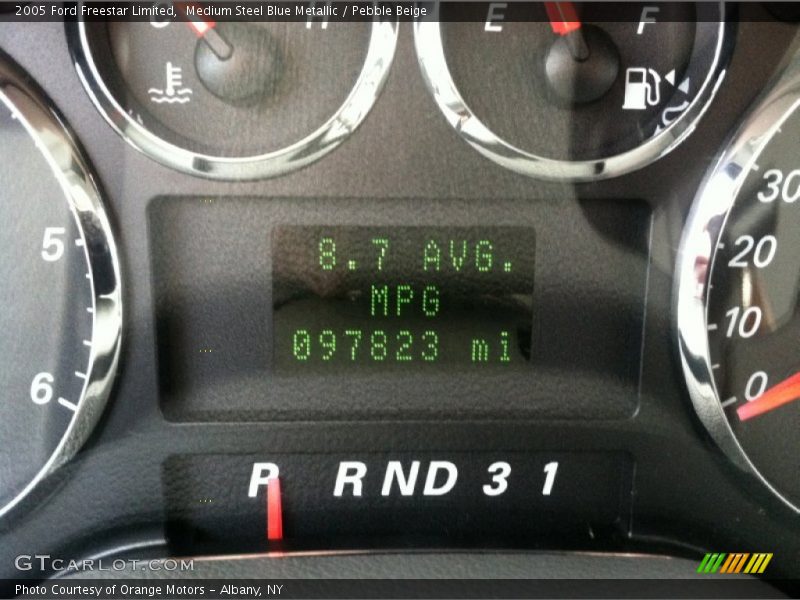 2005 Ford Freestar Limited,  Medium Steel Blue Metallic / Pebble Beige
E F
5
6
30
20
10
0
8.7 AVG.
MPG
097823 mi
P R N D 3 1
GTCARLOT.COM
Photo Courtesy of Orange Motors - Albany, NY